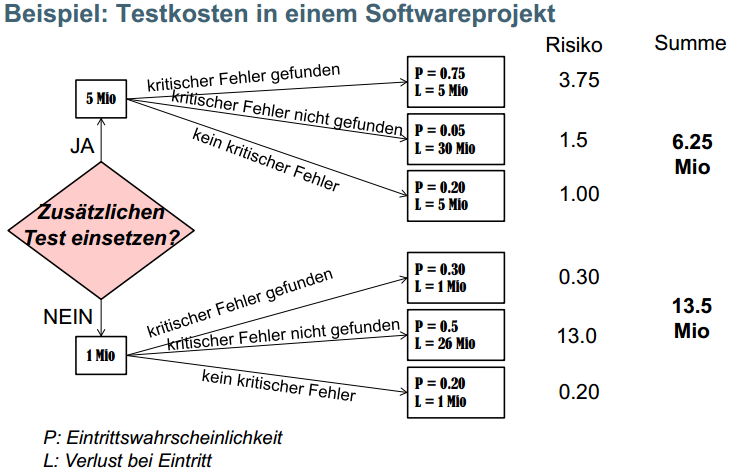 Beispiel: Testkosten in einem Softwareprojekt
Risiko
Summe
5 Mio
JA
Zusätzlichen
Test einsetzen?
kritischer Fehler gefunden
P = 0.75
L = 5 Mio
3.75
kritischer Fehler nicht gefunden
P = 0.05
L = 30 Mio
1.5
kein kritischer Fehler
P = 0.20
L = 5 Mio
1.00
6.25
Mio
NEIN
1 Mio
kritischer Fehler gefunden
P = 0.30
L = 1 Mio
0.30
kritischer Fehler nicht gefunden
P = 0.5
L = 26 Mio
13.0
kein kritischer Fehler
P = 0.20
L = 1 Mio
0.20
13.5
Mio
P: Eintrittswahrscheinlichkeit
L: Verlust bei Eintritt